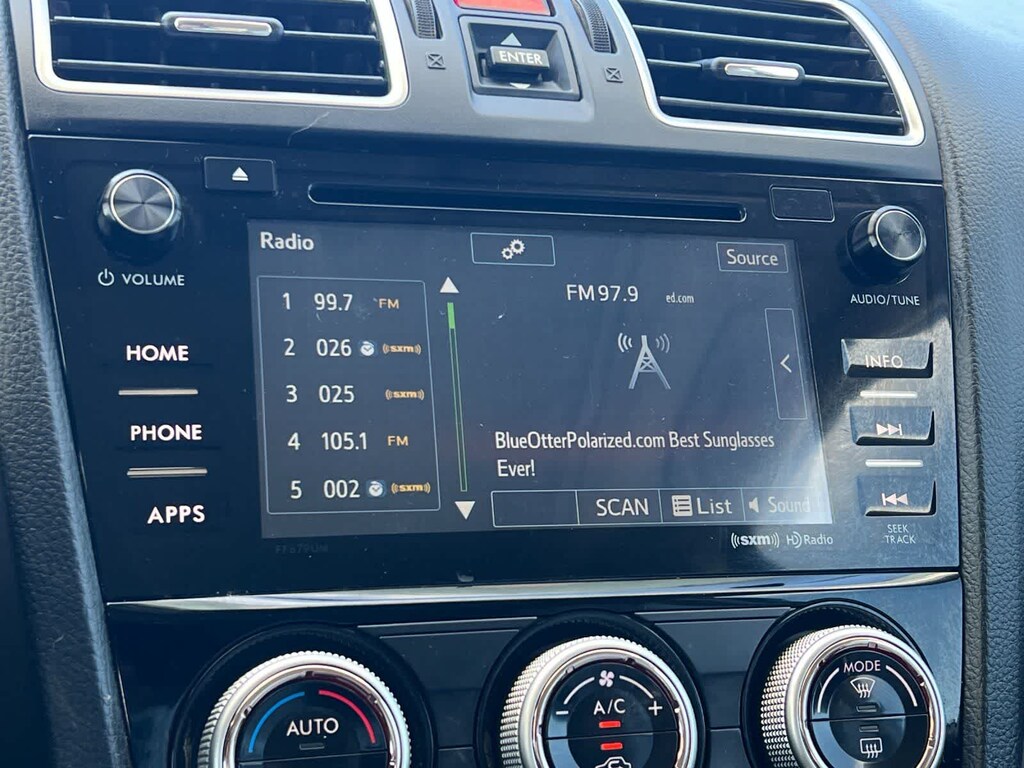 ENTER
VOLUME
HOME
PHONE
APPS
Radio
Source
1 99.7 FM
2 026 ((sxm))
3 025 ((sxm))
4 105.1 FM
5 002 ((sxm))
FM 97.9 ed.com
BlueOtterPolarized.com Best Sunglasses
Ever!
SCAN List Sound
((sxm)) HD Radio
AUDIO/TUNE
INFO
SEEK
TRACK
AUTO
A/C
- +
MODE